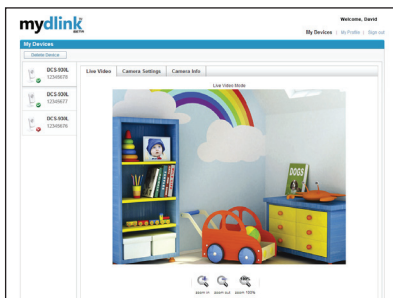 mydlink
Welcome, David
My Devices | My Profile | Sign out
My Devices
Delete Device
DCS-930L
12345678
DCS-930L
12345677
DCS-930L
12345676
Live Video
Camera Settings
Camera Info
Live Video Mode
DOGS
zoom in
zoom out
zoom 100%